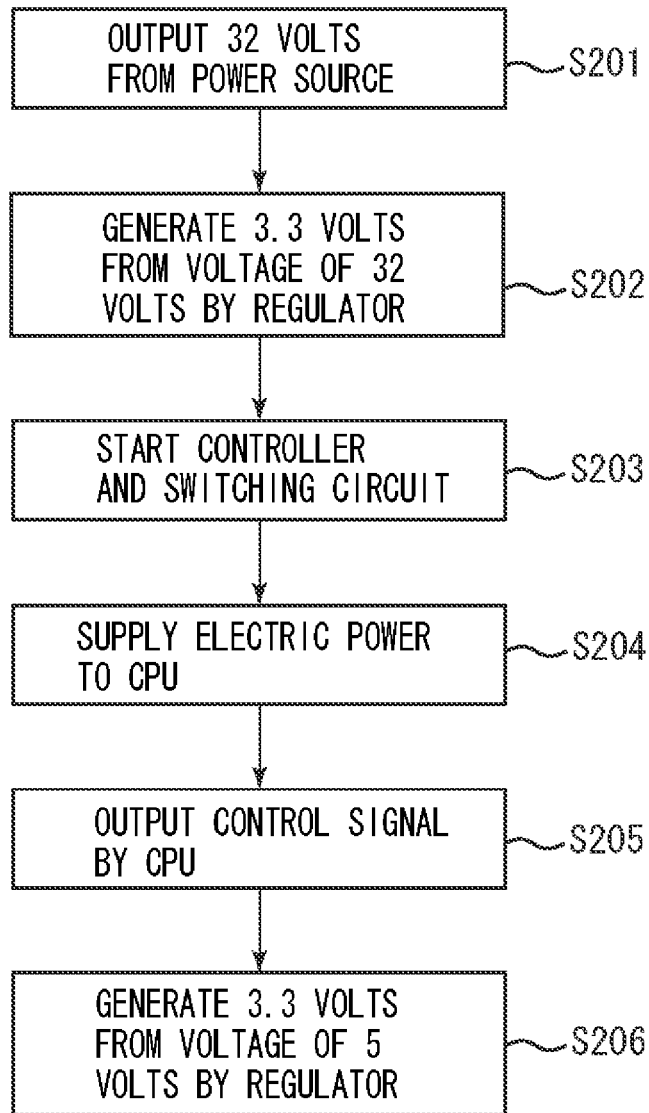 OUTPUT 32 VOLTS
FROM POWER SOURCE
S201
GENERATE 3.3 VOLTS
FROM VOLTAGE OF 32
VOLTS BY REGULATOR
S202
START CONTROLLER
AND SWITCHING CIRCUIT
S203
SUPPLY ELECTRIC POWER
TO CPU
S204
OUTPUT CONTROL SIGNAL
BY CPU
S205
GENERATE 3.3 VOLTS
FROM VOLTAGE OF 5
VOLTS BY REGULATOR
S206